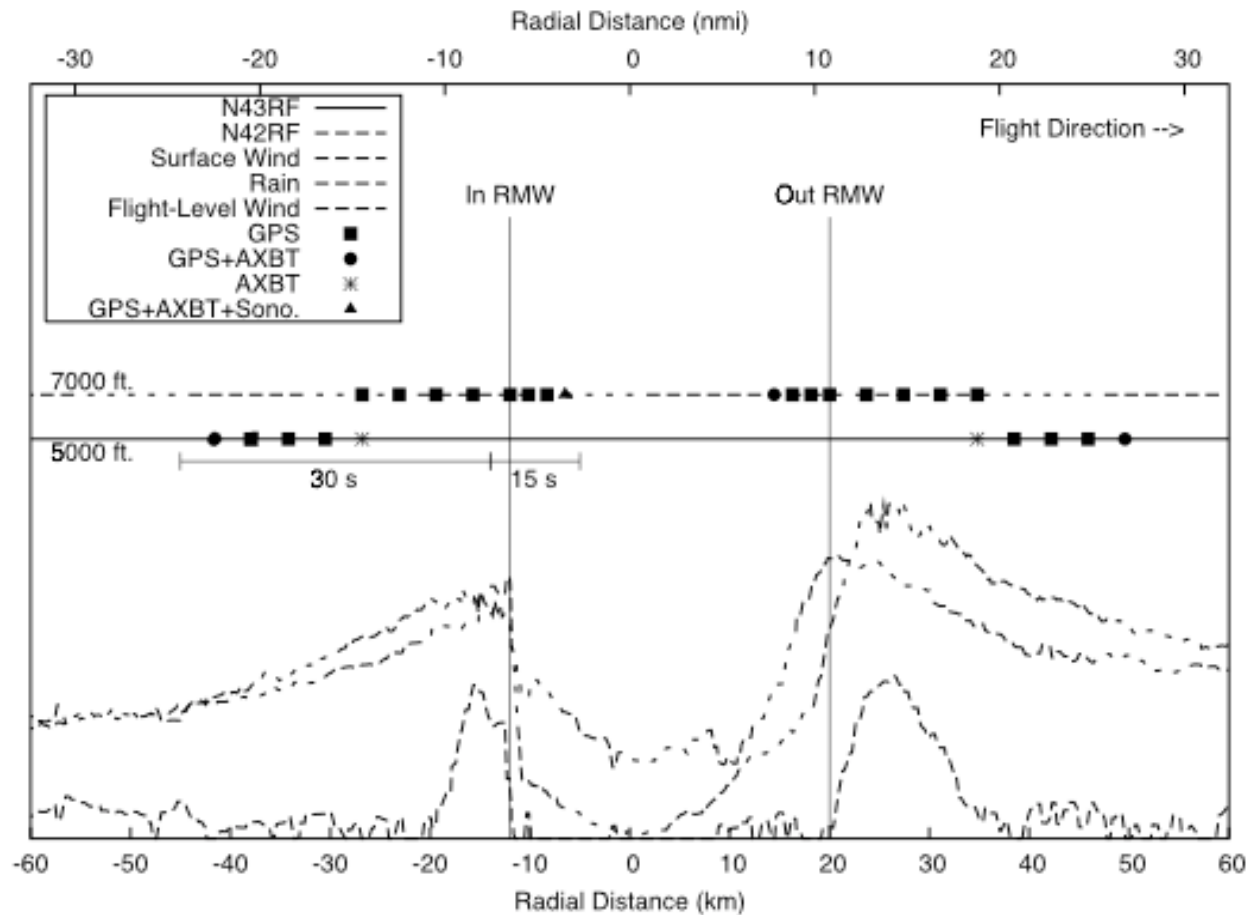 Radial Distance (nmi)
-30 -20 -10 0 10 20 30
N43RF
N42RF
Surface Wind
Rain
Flight-Level Wind
GPS
GPS+AXBT
AXBT
GPS+AXBT+Sono.
Flight Direction -->
In RMW Out RMW
7000 ft.
5000 ft.
30 s 15 s
-60 -50 -40 -30 -20 -10 0 10 20 30 40 50 60
Radial Distance (km)